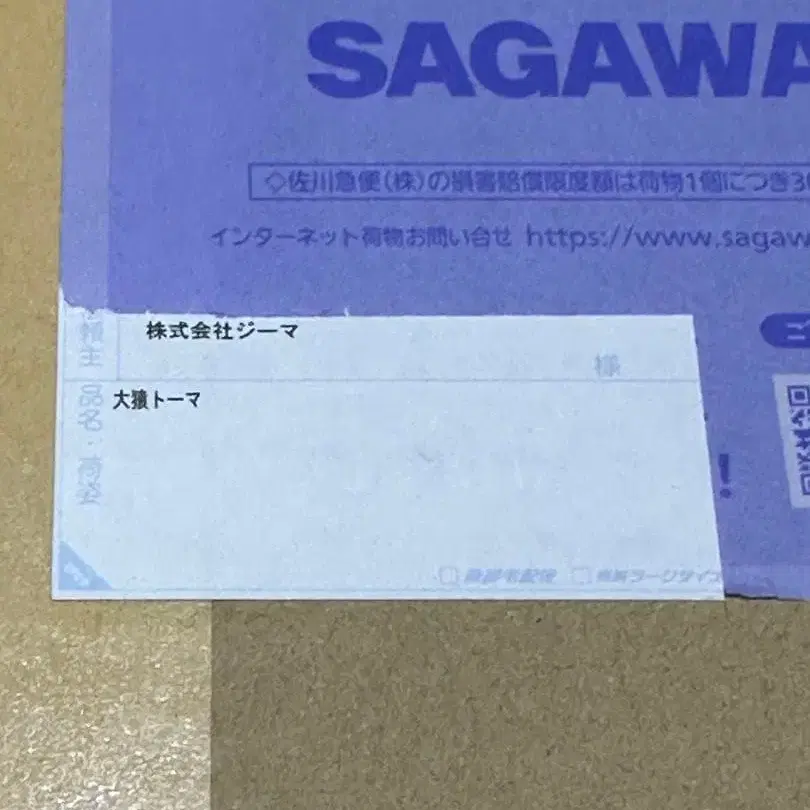 SAGAWA
◇佐川急便(株)の損害賠償限度額は荷物1個につき3
インターネット荷物お問い合せ https://www.sagaw
株式会社ジーマ
様
大猿トーマ
品名: